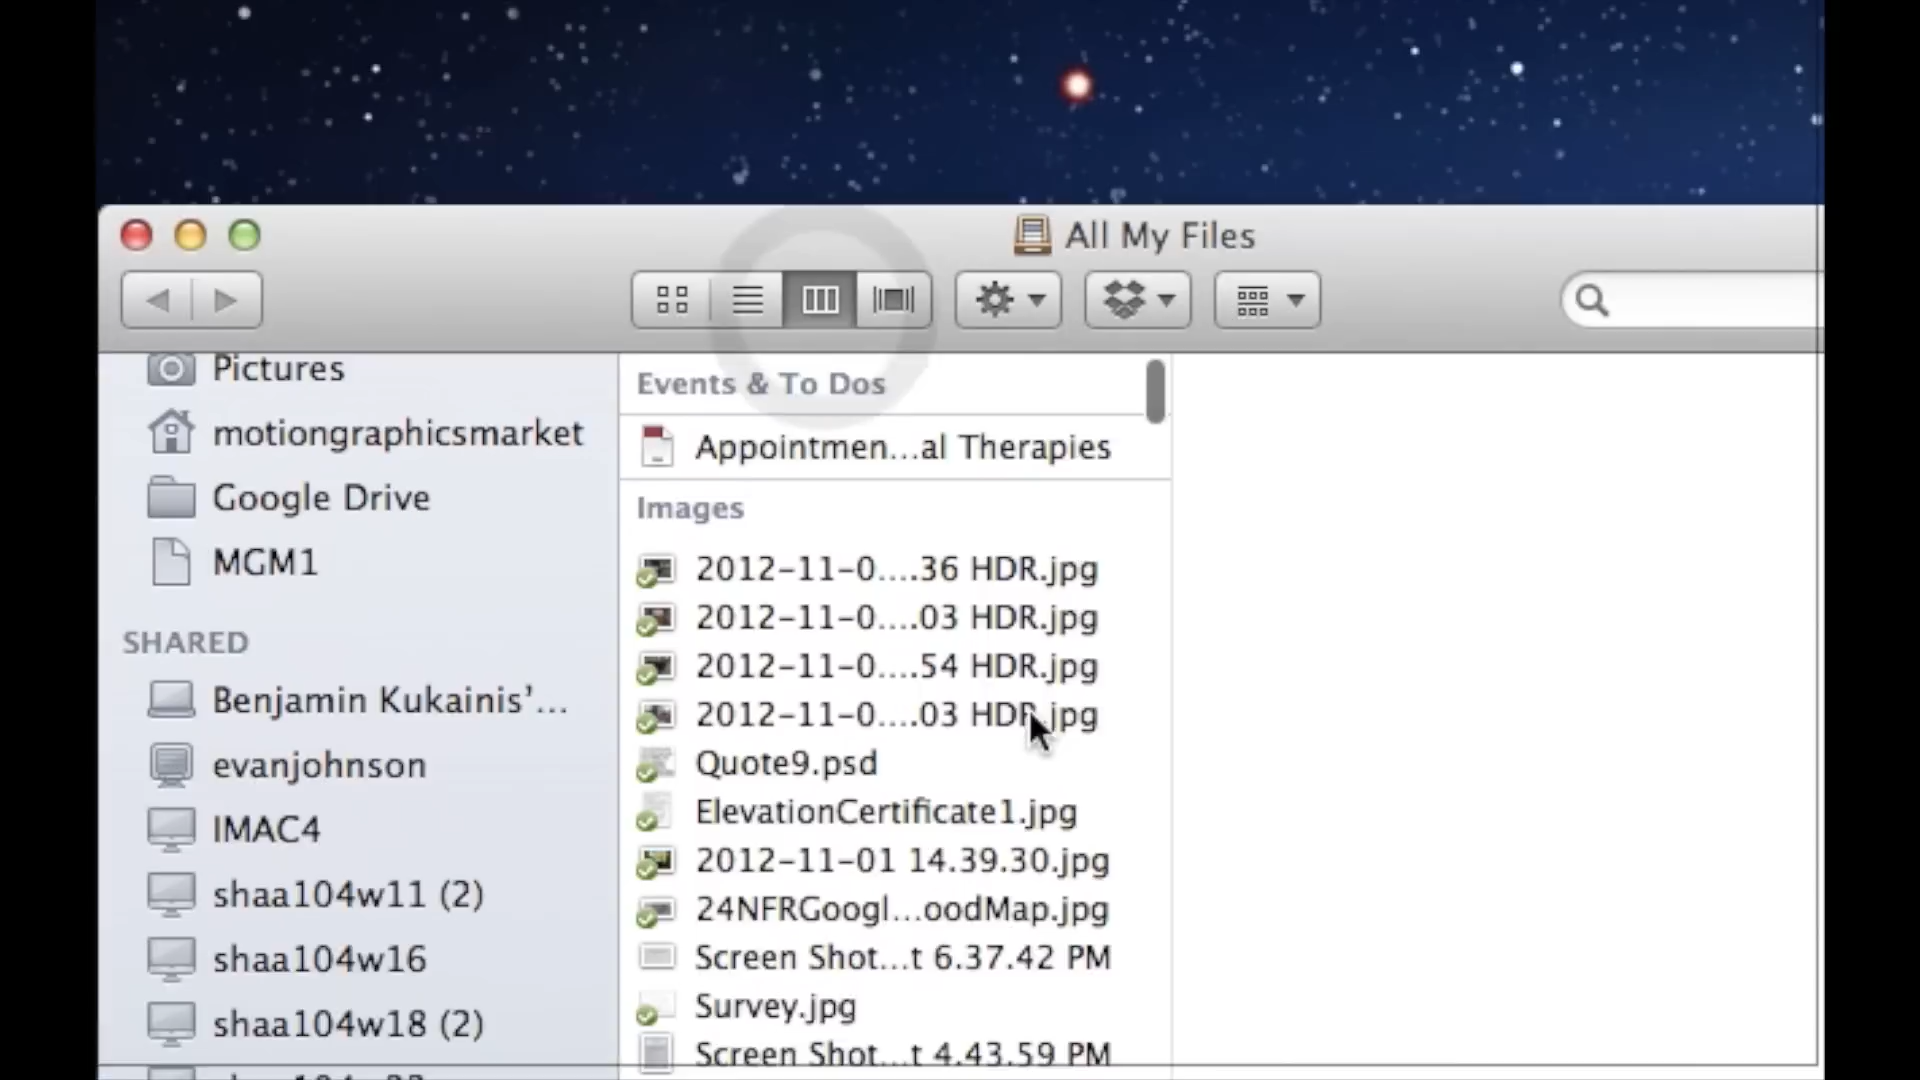 All My Files
Pictures
motiongraphicsmarket
Google Drive
MGM1
SHARED
Benjamin Kukainis’...
evanjohnson
IMAC4
shaa104w11 (2)
shaa104w16
shaa104w18 (2)
Events & To Dos
Appointmen...al Therapies
Images
2012-11-0....36 HDR.jpg
2012-11-0....03 HDR.jpg
2012-11-0....54 HDR.jpg
2012-11-0....03 HDR.jpg
Quote9.psd
ElevationCertificate1.jpg
2012-11-01 14.39.30.jpg
24NFRGoogl...oodMap.jpg
Screen Shot...t 6.37.42 PM
Survey.jpg
Screen Shot...t 4.43.59 PM